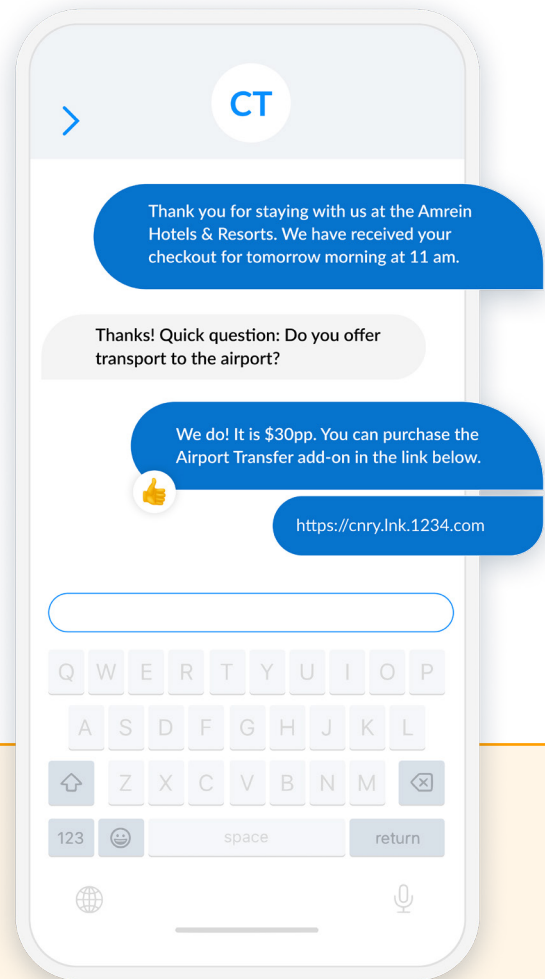 CT
Thank you for staying with us at the Amrein
Hotels & Resorts. We have received your
checkout for tomorrow morning at 11 am.
Thanks! Quick question: Do you offer
transport to the airport?
We do! It is $30pp. You can purchase the
Airport Transfer add-on in the link below.
https://cnry.lnk.1234.com
Q W E R T Y U I O P
A S D F G H J K L
Z X C V B N M
123 space return